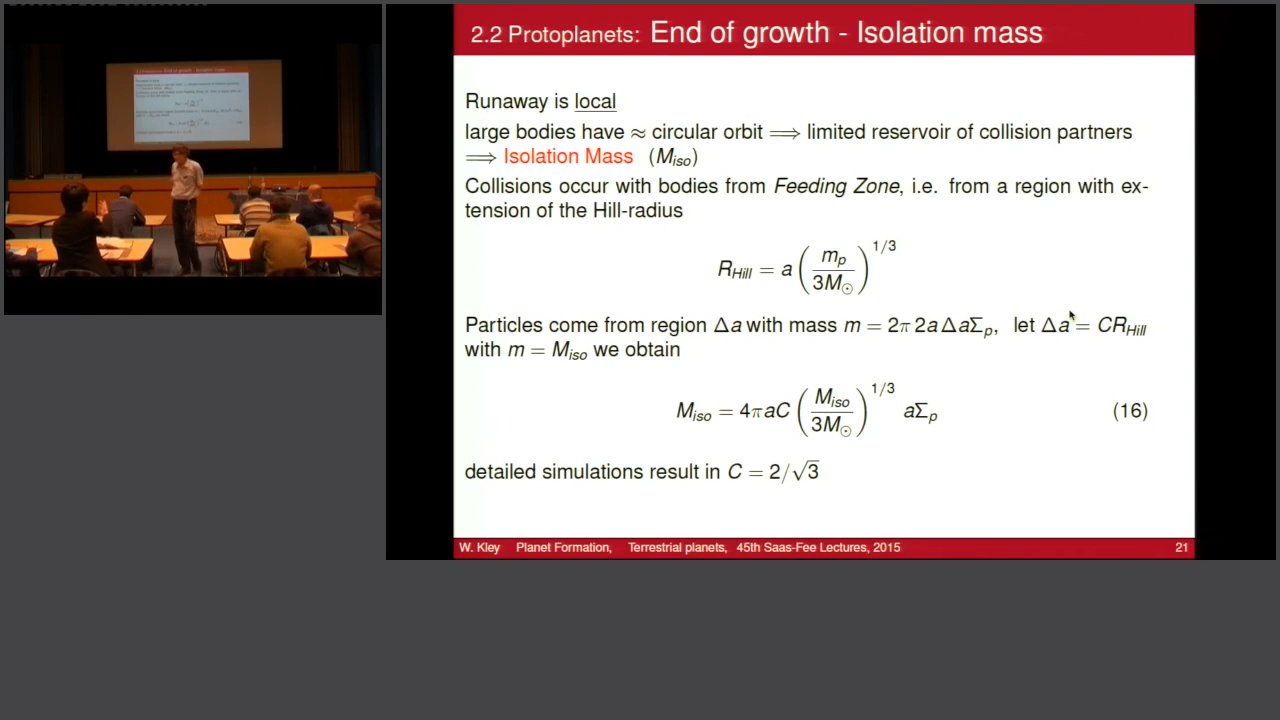 2.2 Protoplanets: End of growth - Isolation mass
Runaway is local
large bodies have ≈ circular orbit ⟹ limited reservoir of collision partners
⟹ Isolation Mass (M_iso)
Collisions occur with bodies from Feeding Zone, i.e. from a region with ex-
tension of the Hill-radius
R_Hill = a (m_p / 3M_⊙)^{1/3}
Particles come from region Δa with mass m = 2π 2a Δa Σ_p, let Δa = CR_Hill
with m = M_iso we obtain
M_iso = 4πaC (M_iso / 3M_⊙)^{1/3} aΣ_p (16)
detailed simulations result in C = 2/√3
W. Kley Planet Formation, Terrestrial planets, 45th Saas-Fee Lectures, 2015 21